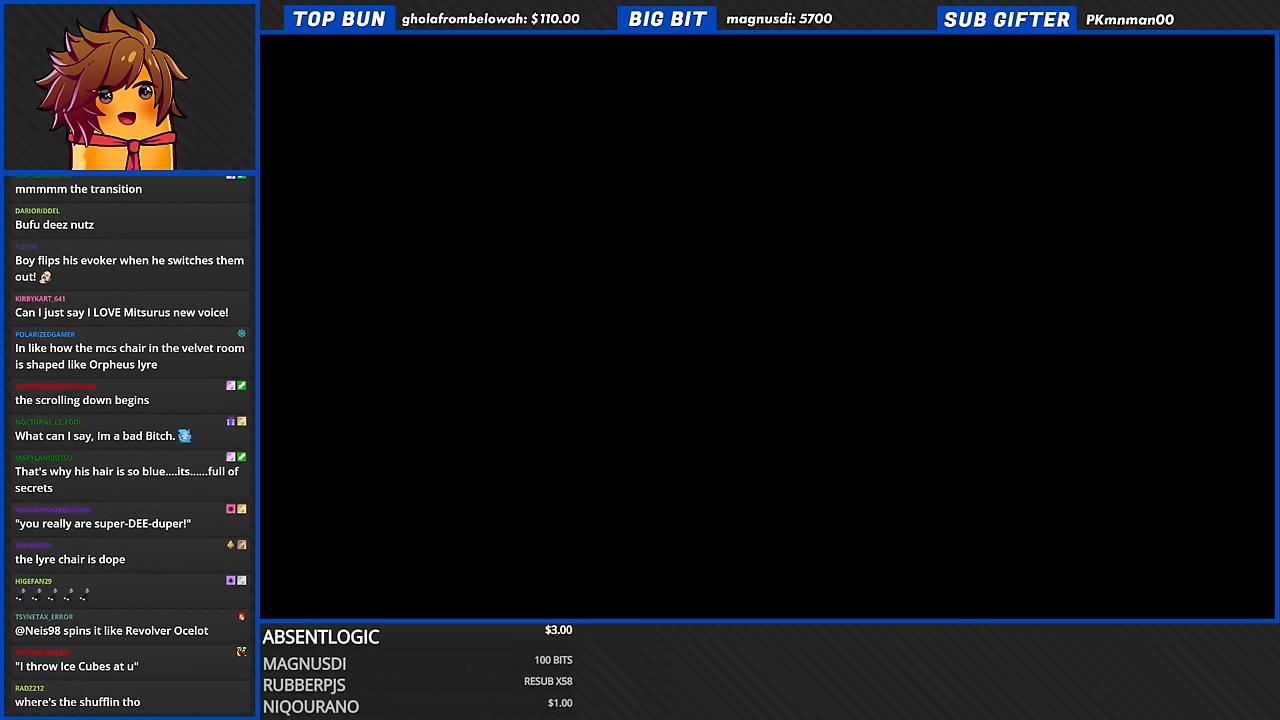 TOP BUN gholafrombelowah: $110.00 BIG BIT magnusdi: 5700 SUB GIFTER PKmnman00
mmmmm the transition
DARIORIDDEL
Bufu deez nutz
NEIS98
Boy flips his evoker when he switches them
out!
KIRBYKART_641
Can I just say I LOVE Mitsurus new voice!
POLARIZEDGAMER
In like how the mcs chair in the velvet room
is shaped like Orpheus lyre
the scrolling down begins
NOCTURNE_LE_FOOL
What can I say, Im a bad Bitch.
MARYLANDJUTSU
That's why his hair is so blue....its......full of
secrets
GHOLAFROMBELOWAH
"you really are super-DEE-duper!"
MAGNUSDI
the lyre chair is dope
HIGEFAN29
TSYNETAX_ERROR
@Neis98 spins it like Revolver Ocelot
"I throw Ice Cubes at u"
RADZ212
where's the shufflin tho
ABSENTLOGIC $3.00
MAGNUSDI 100 BITS
RUBBERPJS RESUB X58
NIQOURANO $1.00